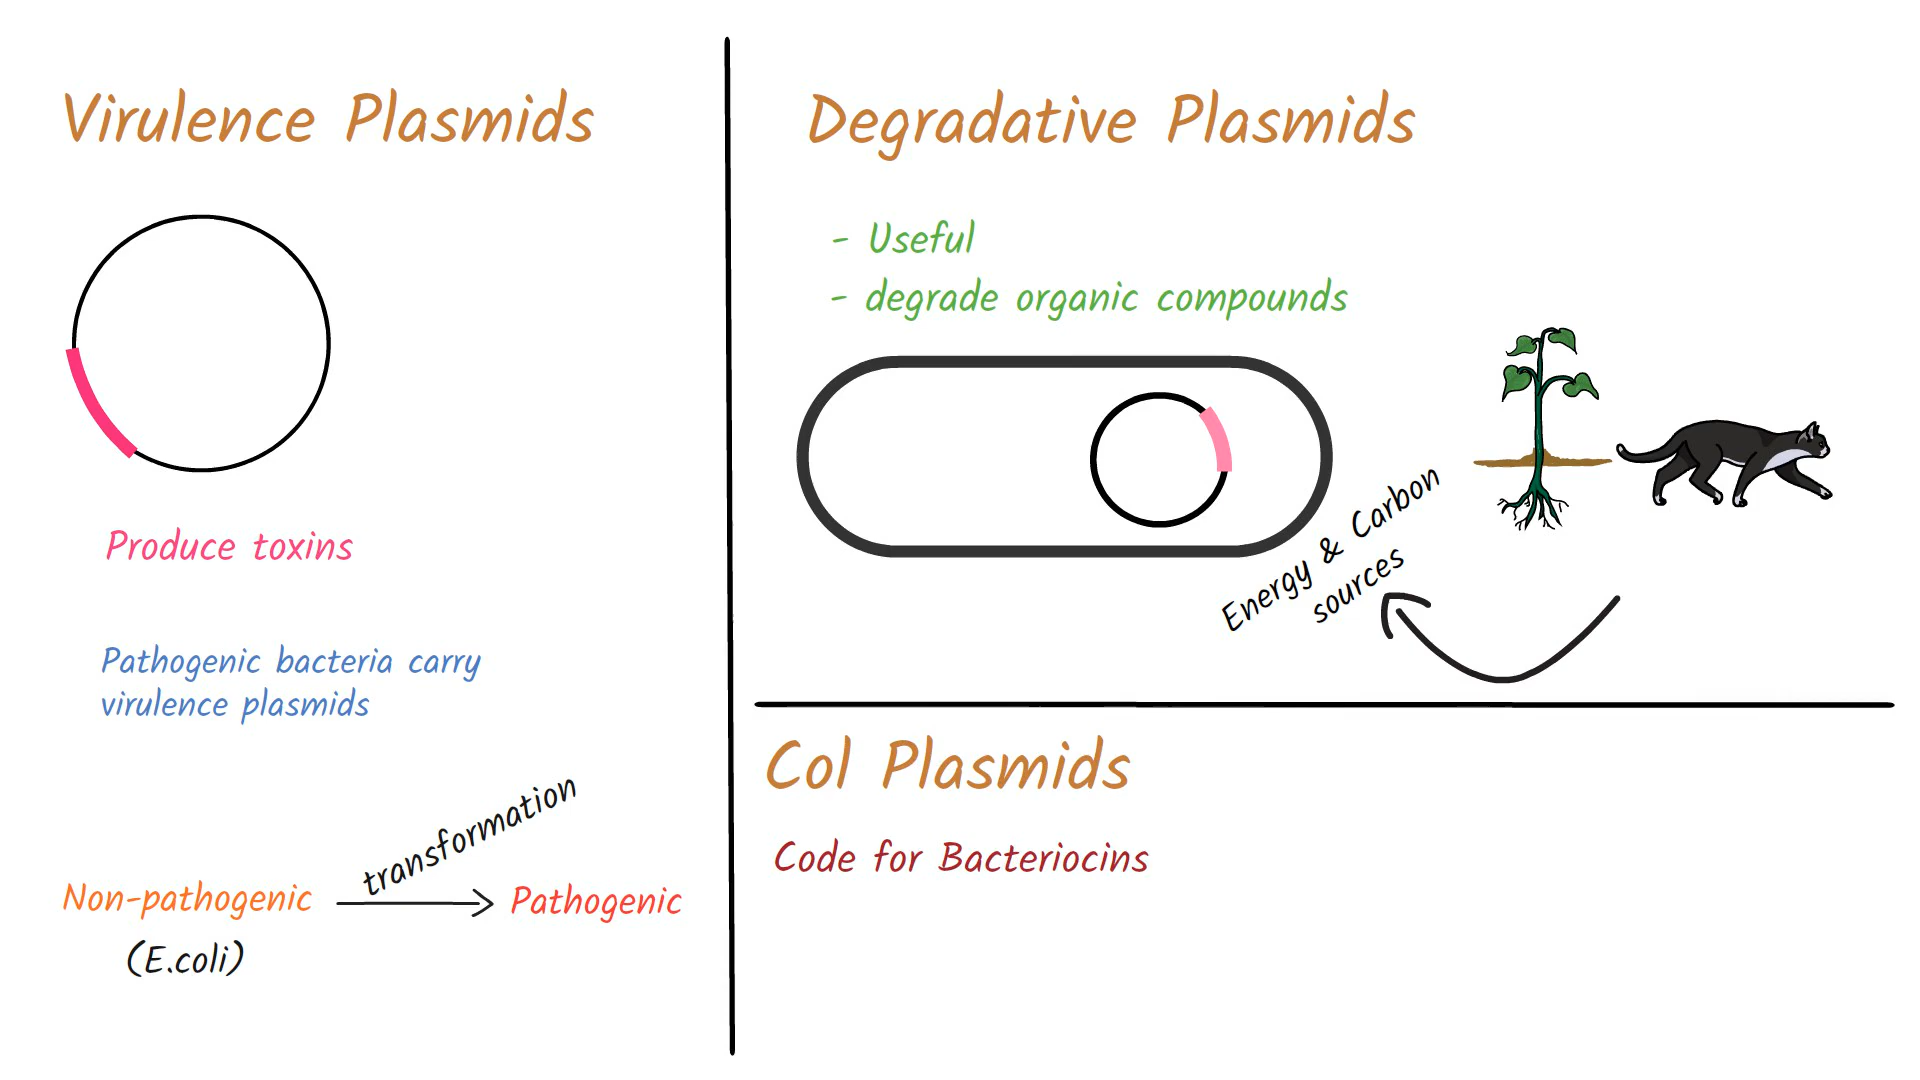 Virulence Plasmids
Produce toxins
Pathogenic bacteria carry
virulence plasmids
transformation
Non-pathogenic
Pathogenic
(E.coli)
Degradative Plasmids
- Useful
- degrade organic compounds
Energy & Carbon
sources
Col Plasmids
Code for Bacteriocins